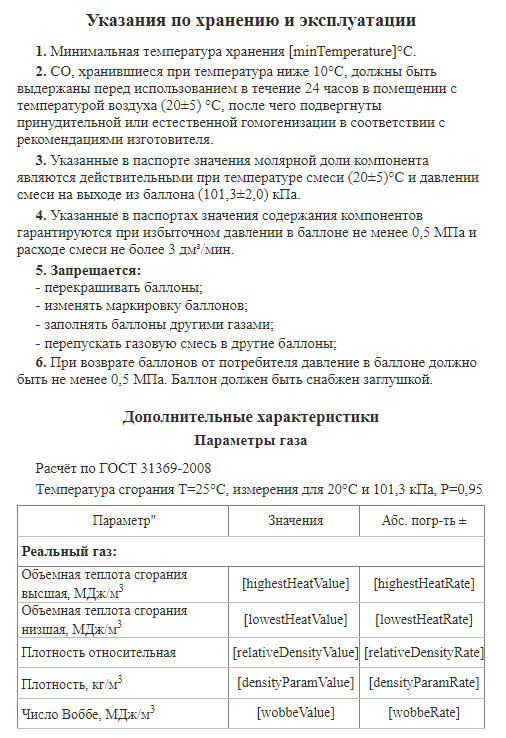 Указания по хранению и эксплуатации
1. Минимальная температура хранения [minTemperature]°С.
2. СО, хранившиеся при температура ниже 10°С, должны быть
выдержаны перед использованием в течение 24 часов в помещении с
температурой воздуха (20±5) °С, после чего подвергнуты
принудительной или естественной гомогенизации в соответствии с
рекомендациями изготовителя.
3. Указанные в паспорте значения молярной доли компонента
являются действительными при температуре смеси (20±5)°С и давлении
смеси на выходе из баллона (101,3±2,0) кПа.
4. Указанные в паспортах значения содержания компонентов
гарантируются при избыточном давлении в баллоне не менее 0,5 МПа и
расходе смеси не более 3 дм³/мин.
5. Запрещается:
- перекрашивать баллоны;
- изменять маркировку баллонов;
- заполнять баллоны другими газами;
- перепускать газовую смесь в другие баллоны;
6. При возврате баллонов от потребителя давление в баллоне должно
быть не менее 0,5 МПа. Баллон должен быть снабжен заглушкой.
Дополнительные характеристики
Параметры газа
Расчёт по ГОСТ 31369-2008
Температура сгорания Т=25°С, измерения для 20°С и 101,3 кПа, Р=0,95
Параметр" Значения Абс. погр-ть ±
Реальный газ:
Объемная теплота сгорания
высшая, МДж/м³ [highestHeatValue] [highestHeatRate]
Объемная теплота сгорания
низшая, МДж/м³ [lowestHeatValue] [lowestHeatRate]
Плотность относительная [relativeDensityValue] [relativeDensityRate]
Плотность, кг/м³ [densityParamValue] [densityParamRate]
Число Воббе, МДж/м³ [wobbeValue] [wobbeRate]